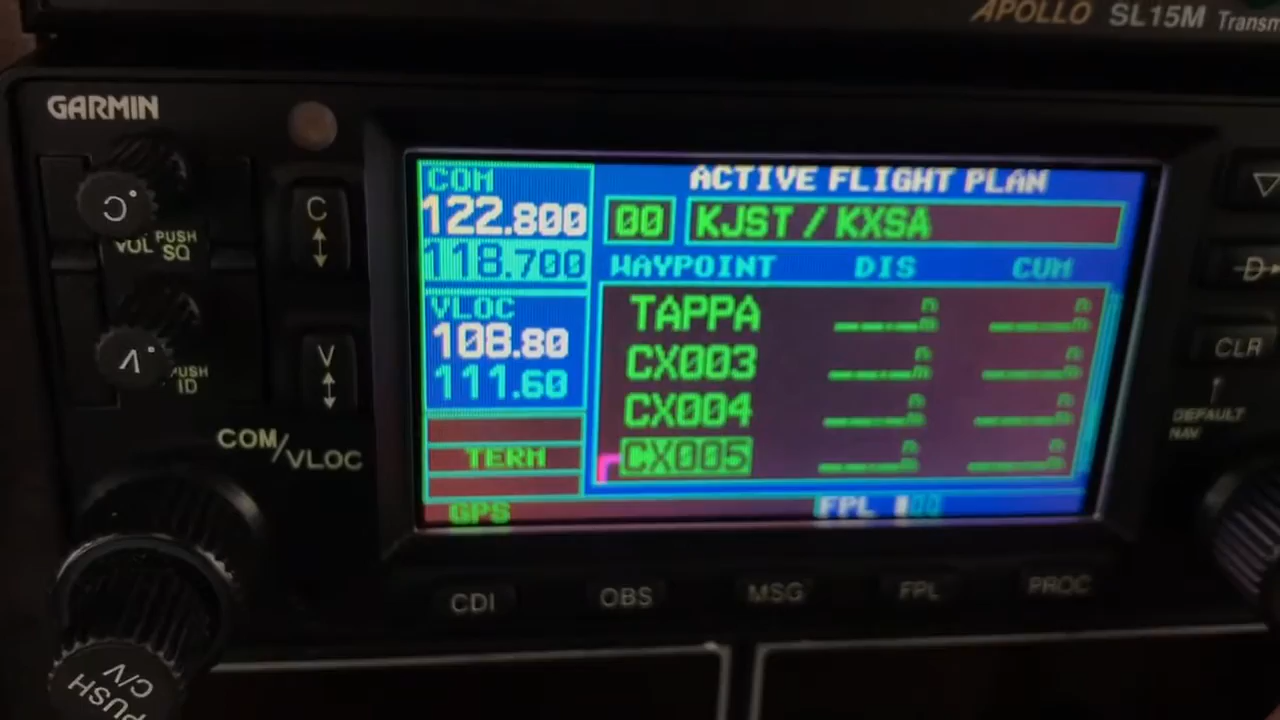 APOLLO SL15M
GARMIN
C
VOL PUSH SQ
C
V
PUSH ID
V
COM/VLOC
PUSH C/V
COM
122.800
118.700
VLOC
108.80
111.60
TERM
GPS
ACTIVE FLIGHT PLAN
00 KJST / KXSA
WAYPOINT DIS CUM
TAPPA
CX003
CX004
CX005
FPL
CDI OBS MSG FPL PROC
D
CLR
DEFAULT NAV